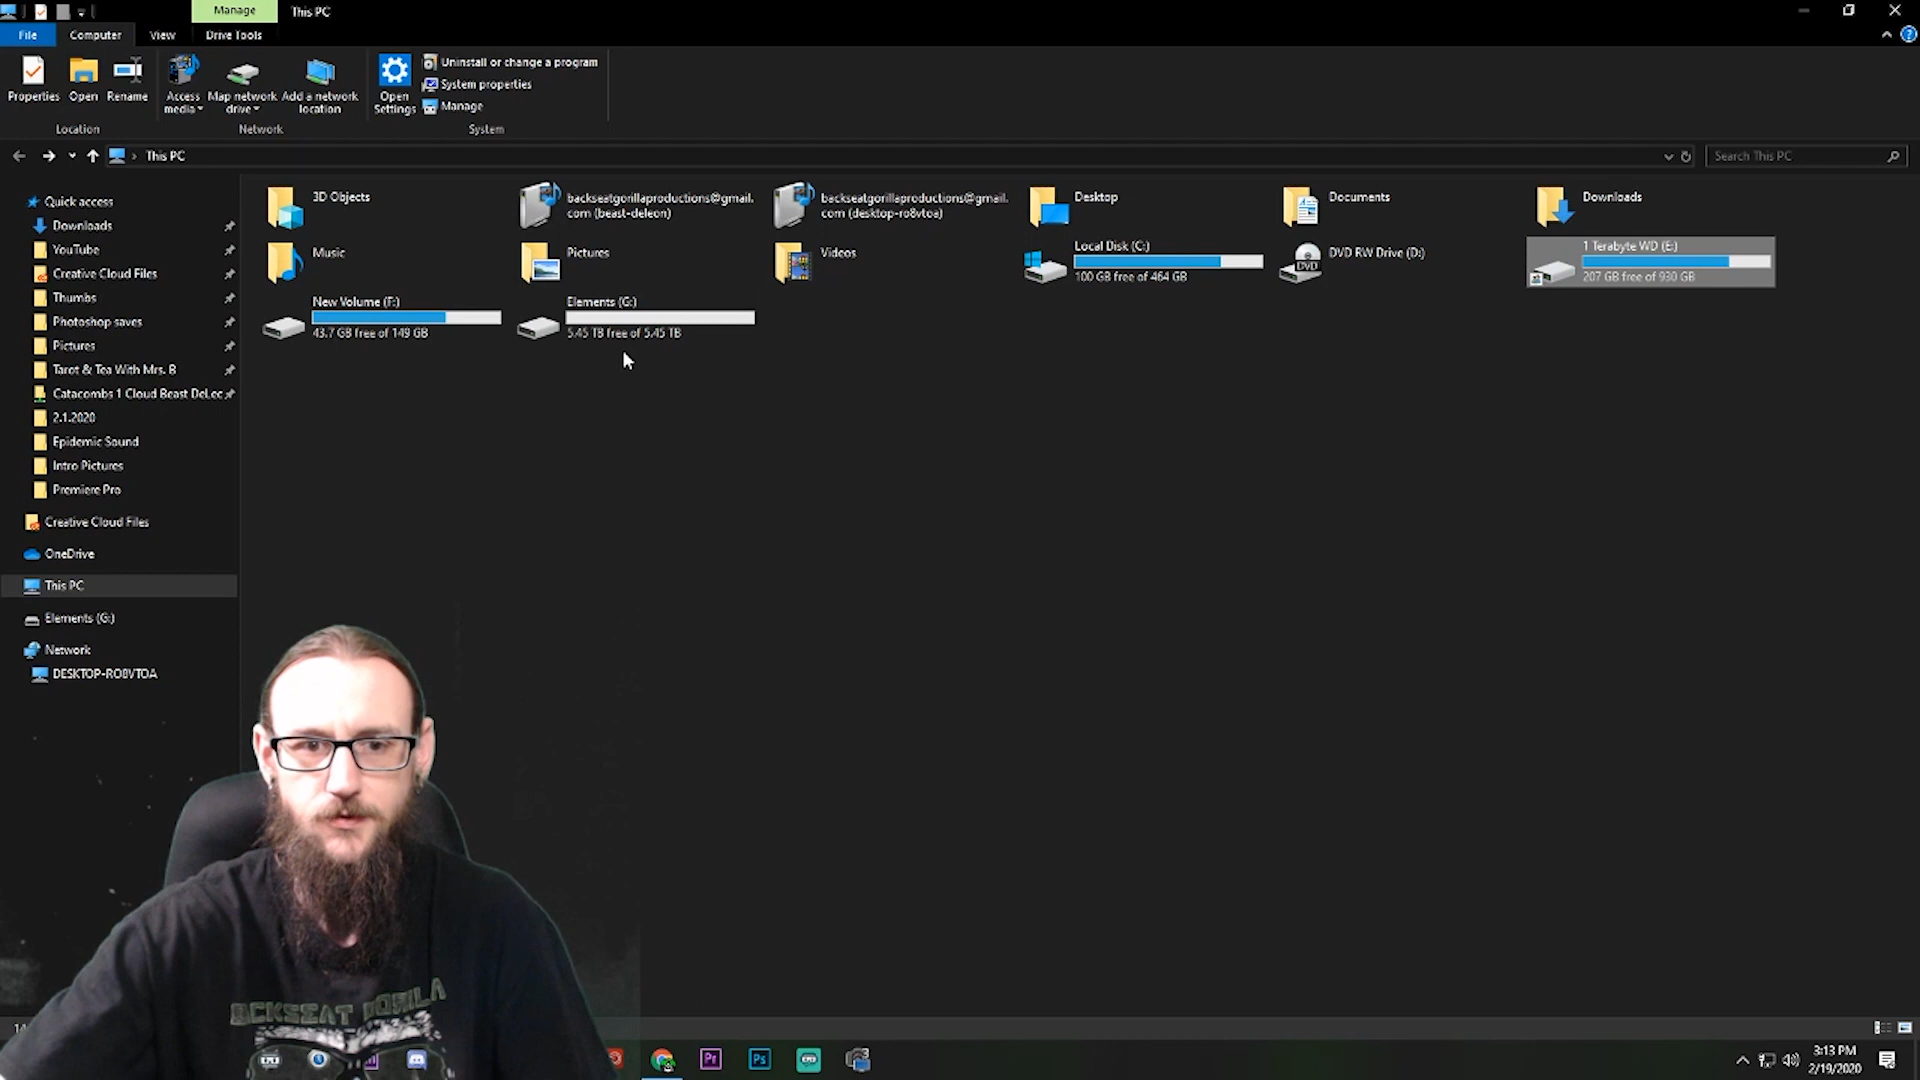 Manage
This PC
File
Computer
View
Drive Tools
Properties
Open
Rename
Access media
Map network drive
Add a network location
Open Settings
Uninstall or change a program
System properties
Manage
Location
Network
System
This PC
Search This PC
Quick access
Downloads
YouTube
Creative Cloud Files
Thumbs
Photoshop saves
Pictures
Tarot & Tea With Mrs. B
Catacombs 1 Cloud Beast DeLec
2.1.2020
Epidemic Sound
Intro Pictures
Premiere Pro
Creative Cloud Files
OneDrive
This PC
Elements (G:)
Network
DESKTOP-RO8VTOA
3D Objects
backseatgorillaproductions@gmail.
com (beast-deleon)
backseatgorillaproductions@gmail.
com (desktop-ro8vtoa)
Desktop
Documents
Downloads
Music
Pictures
Videos
Local Disk (C:)
100 GB free of 464 GB
DVD RW Drive (D:)
DVD
1 Terabyte WD (E:)
207 GB free of 930 GB
New Volume (F:)
43.7 GB free of 149 GB
Elements (G:)
5.45 TB free of 5.45 TB
BACKSEAT GORILLA
Pr
Ps
3:13 PM
2/19/2020